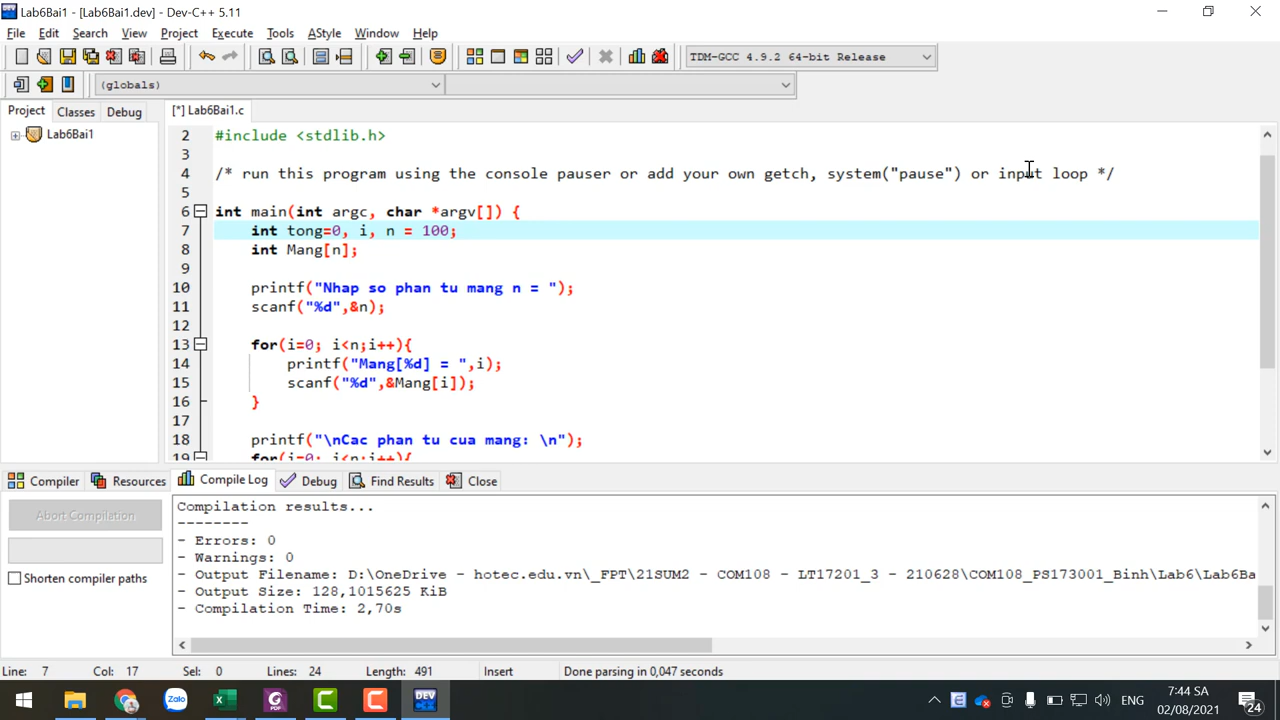 Lab6Bai1 - [Lab6Bai1.dev] - Dev-C++ 5.11
File Edit Search View Project Execute Tools AStyle Window Help
TDM-GCC 4.9.2 64-bit Release
(globals)
Project Classes Debug
[*] Lab6Bai1.c
Lab6Bai1
2 #include <stdlib.h>
3
4 /* run this program using the console pauser or add your own getch, system("pause") or input loop */
5
6 int main(int argc, char *argv[]) {
7 int tong=0, i, n = 100;
8 int Mang[n];
9
10 printf("Nhap so phan tu mang n = ");
11 scanf("%d",&n);
12
13 for(i=0; i<n;i++){
14 printf("Mang[%d] = ",i);
15 scanf("%d",&Mang[i]);
16 }
17
18 printf("\nCac phan tu cua mang: \n");
19 for(i=0; i<n;i++){
Compiler Resources Compile Log Debug Find Results Close
Abort Compilation
Shorten compiler paths
Compilation results...
--------
- Errors: 0
- Warnings: 0
- Output Filename: D:\OneDrive - hotec.edu.vn\_FPT\21SUM2 - COM108 - LT17201_3 - 210628\COM108_PS173001_Binh\Lab6\Lab6Ba
- Output Size: 128,1015625 KiB
- Compilation Time: 2,70s
Line: 7 Col: 17 Sel: 0 Lines: 24 Length: 491 Insert Done parsing in 0,047 seconds
Zalo
PDF
DEV
E
ENG
7:44 SA
02/08/2021
24